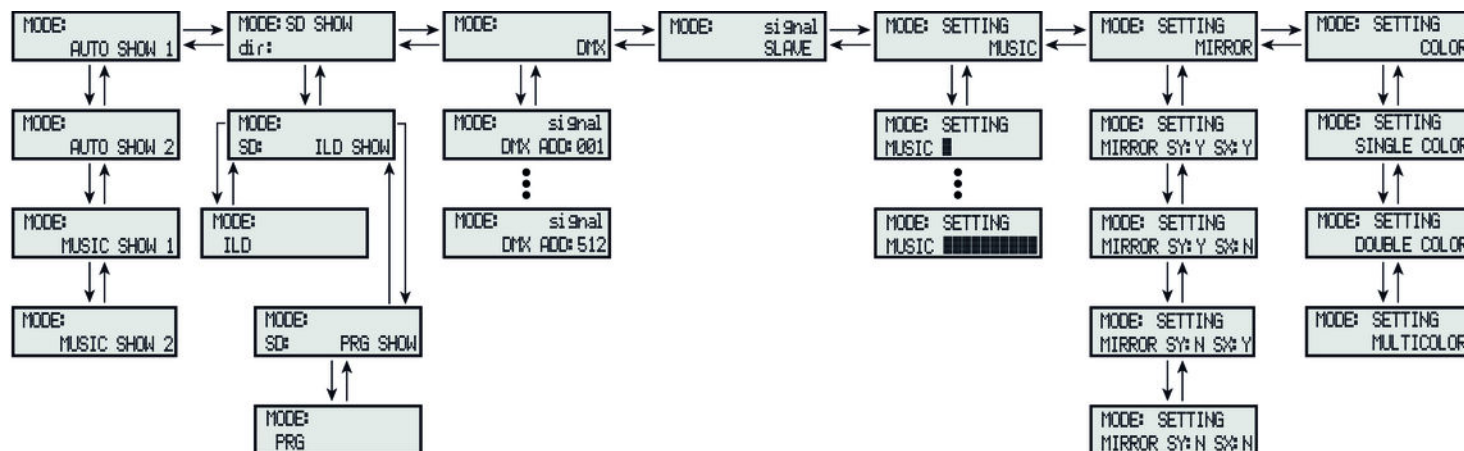 MODE:
AUTO SHOW 1
MODE: SD SHOW
dir:
MODE:
DMX
MODE: signal
SLAVE
MODE: SETTING
MUSIC
MODE: SETTING
MIRROR
MODE: SETTING
COLOR
MODE:
AUTO SHOW 2
MODE:
SD: ILD SHOW
MODE: signal
DMX ADD:001
MODE: SETTING
MUSIC
MODE: SETTING
MIRROR SY:Y SX:Y
MODE: SETTING
SINGLE COLOR
MODE:
MUSIC SHOW 1
MODE:
ILD
MODE: signal
DMX ADD:512
MODE: SETTING
MUSIC
MODE: SETTING
MIRROR SY:Y SX:N
MODE: SETTING
DOUBLE COLOR
MODE:
MUSIC SHOW 2
MODE:
SD: PRG SHOW
MODE: SETTING
MIRROR SY:N SX:Y
MODE: SETTING
MULTICOLOR
MODE:
PRG
MODE: SETTING
MIRROR SY:N SX:N